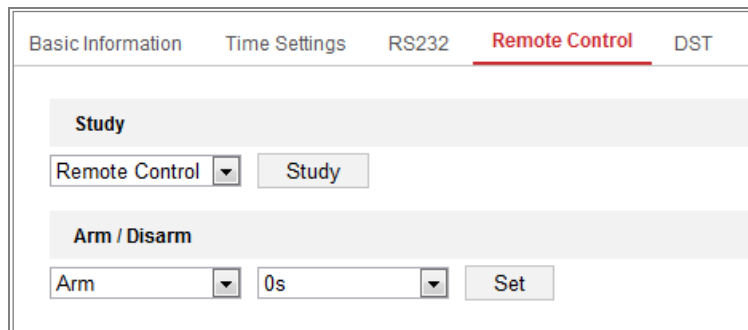 Basic Information Time Settings RS232 Remote Control DST
Study
Remote Control Study
Arm / Disarm
Arm 0s Set